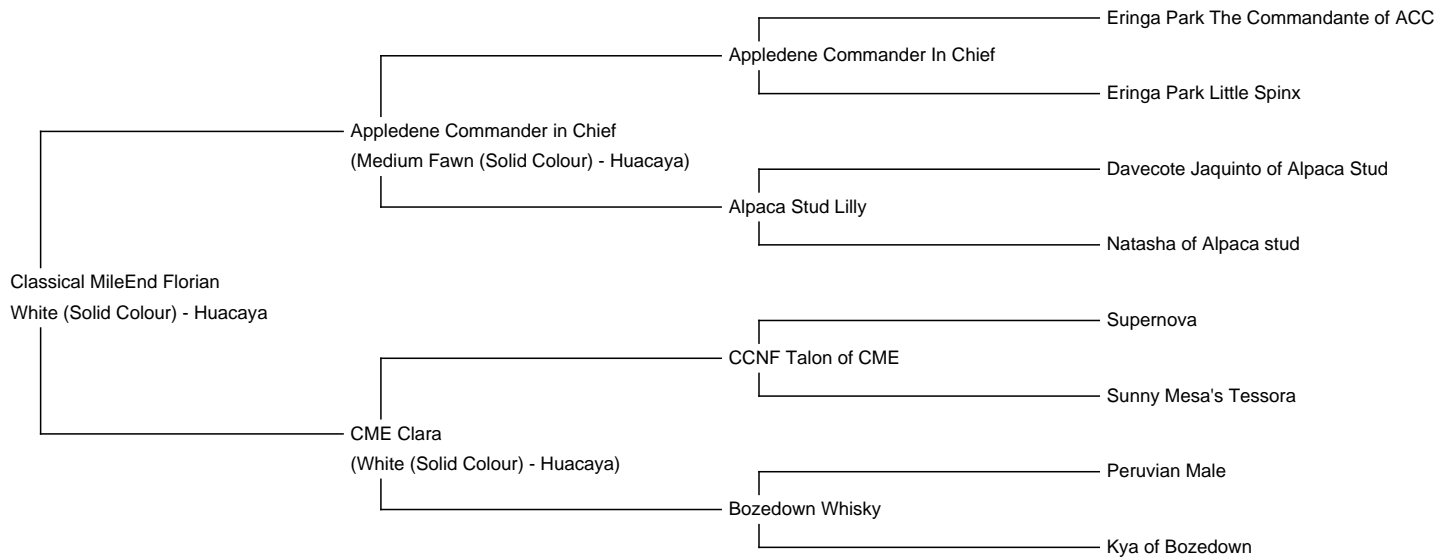 Eringa Park The Commandante of ACC
Appledene Commander In Chief
Eringa Park Little Spinx
Appledene Commander in Chief
(Medium Fawn (Solid Colour) - Huacaya)
Davecote Jaquinto of Alpaca Stud
Alpaca Stud Lilly
Natasha of Alpaca stud
Classical MileEnd Florian
White (Solid Colour) - Huacaya
Supernova
CCNF Talon of CME
Sunny Mesa's Tessora
CME Clara
(White (Solid Colour) - Huacaya)
Peruvian Male
Bozedown Whisky
Kya of Bozedown